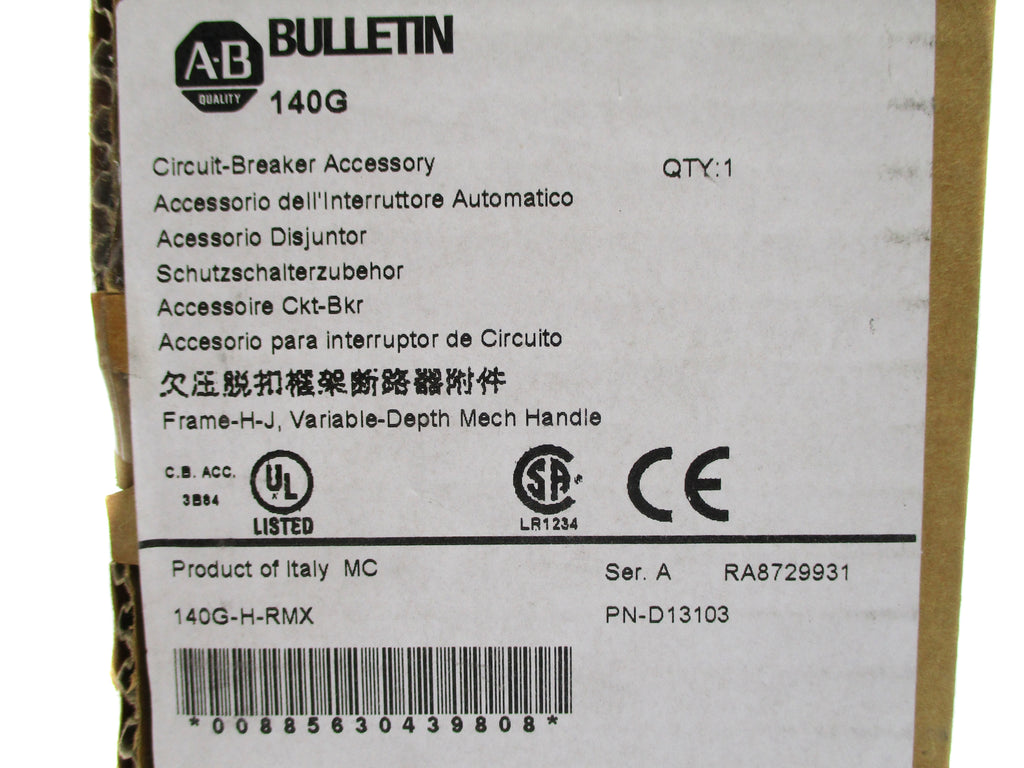 A-B
QUALITY
BULLETIN
140G
Circuit-Breaker Accessory
QTY:1
Accessorio dell'Interruttore Automatico
Acessorio Disjuntor
Schutzschalterzubehor
Accessoire Ckt-Bkr
Accesorio para interruptor de Circuito
欠压脱扣框架断路器附件
Frame-H-J, Variable-Depth Mech Handle
C.B. ACC.
3B84
UL
LISTED
SA
LR1234
CE
Product of Italy MC
Ser. A RA8729931
140G-H-RMX
PN-D13103
*00885630439808*